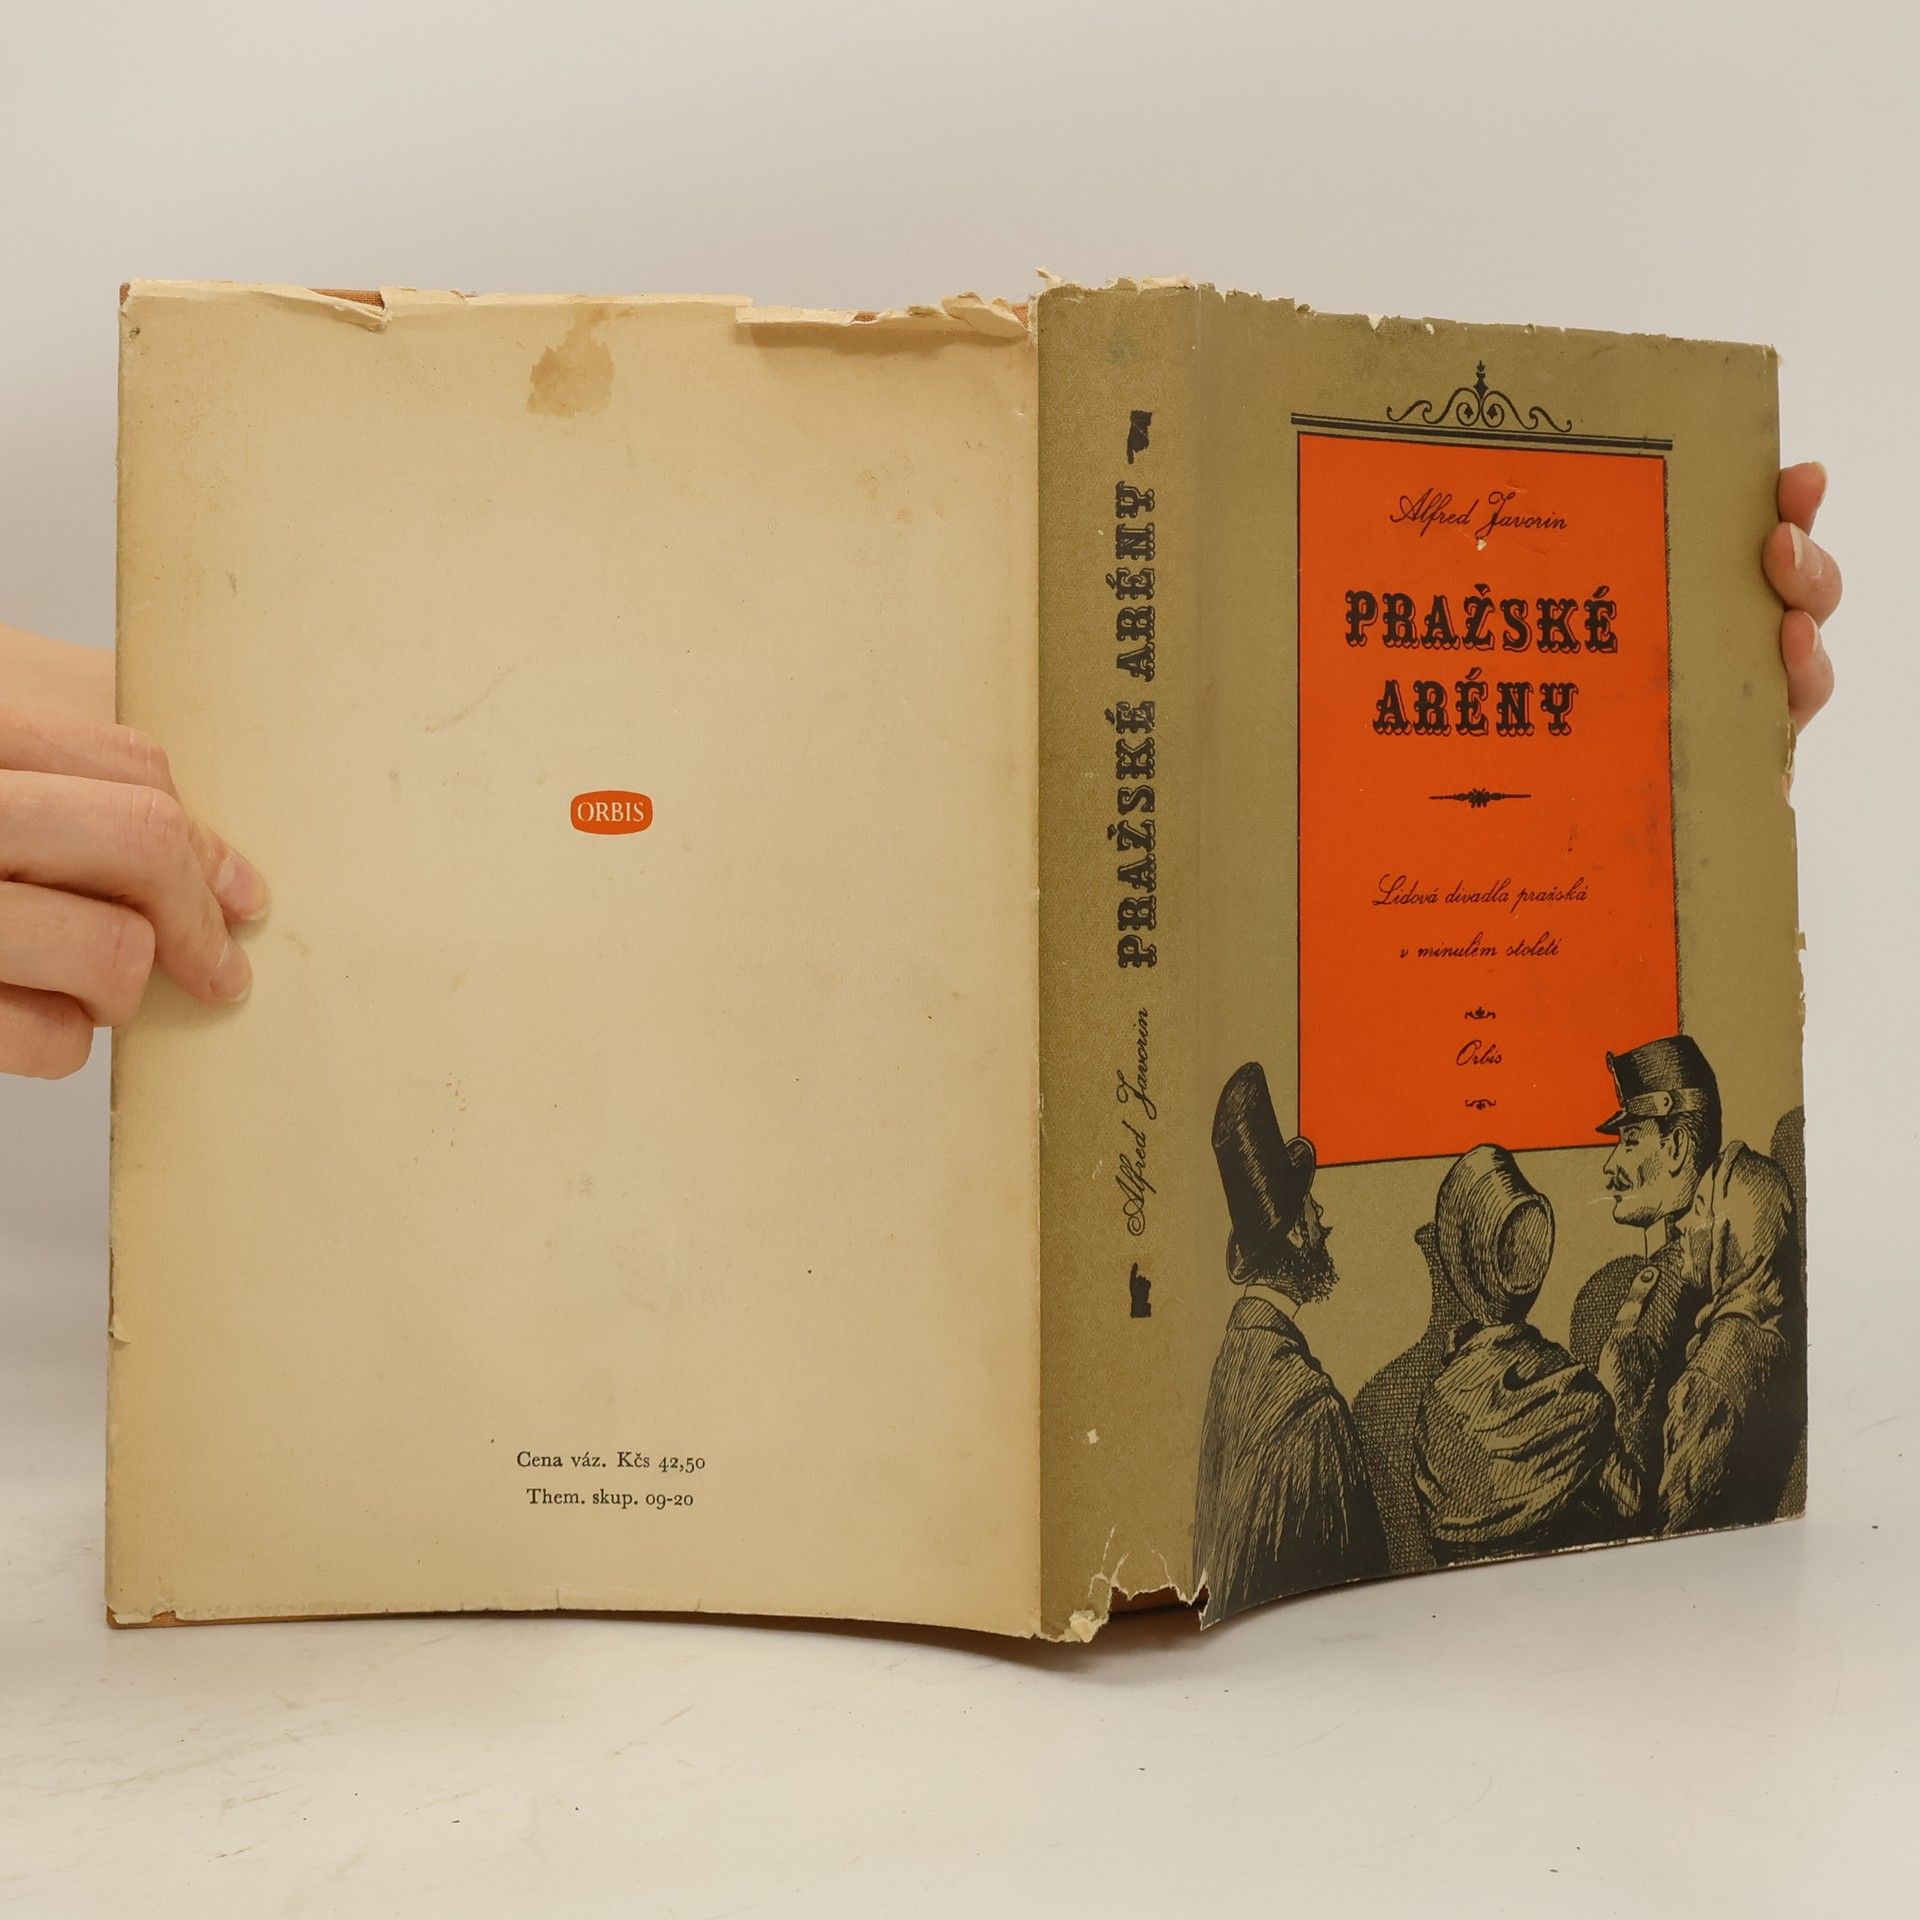 ORBIS
Cena váz. Kčs 42,50
Them. skup. 09-20
Alfred Javorin PRAŽSKÉ ARÉNY
Alfred Javorin
PRAŽSKÉ
ARÉNY
Lidová divadla pražská
v minulém století
Orbis